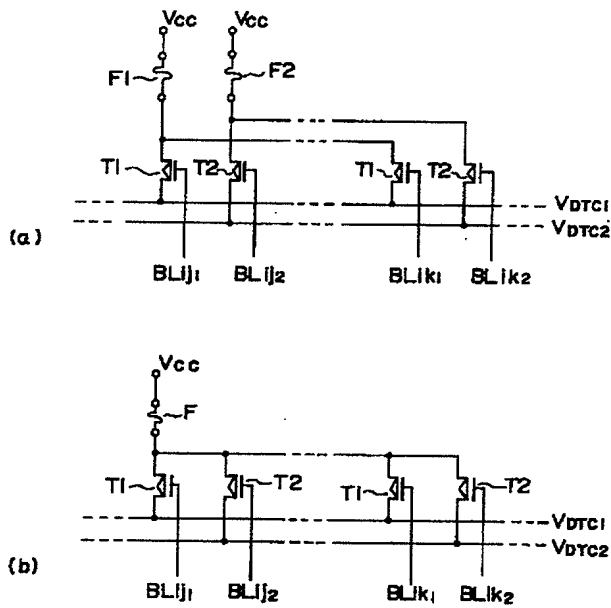 Vcc Vcc
F1 F2
T1 T2 T1 T2
VDTC1
VDTC2
(a)
BLij1 BLij2 BLik1 BLik2
Vcc
F
T1 T2 T1 T2
VDTC1
VDTC2
(b)
BLij1 BLij2 BLik1 BLik2